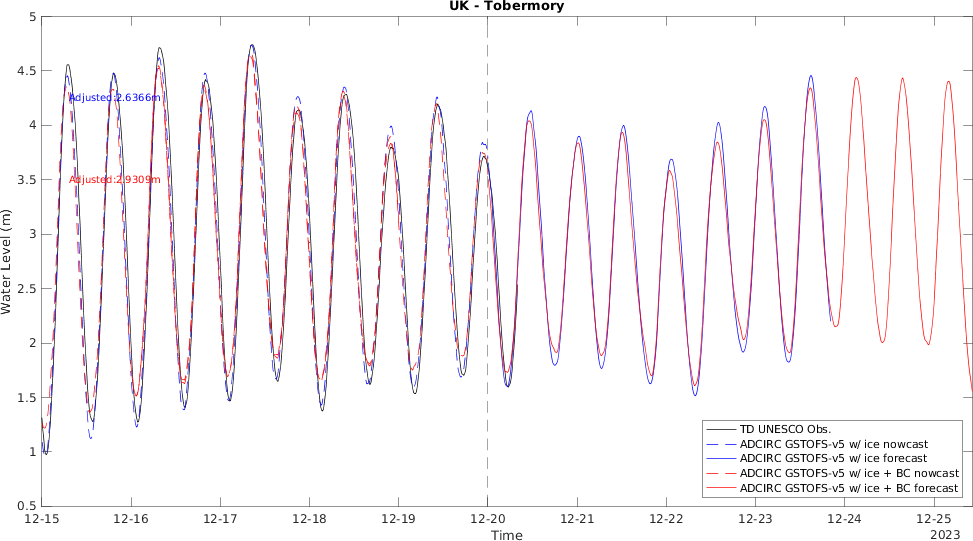 UK - Tobermory
5
4.5
4
3.5
3
2.5
2
1.5
1
0.5
Water Level (m)
Adjusted:2.6366m
Adjusted:2.9309m
TD UNESCO Obs.
ADCIRC GSTOFS-v5 w/ ice nowcast
ADCIRC GSTOFS-v5 w/ ice forecast
ADCIRC GSTOFS-v5 w/ ice + BC nowcast
ADCIRC GSTOFS-v5 w/ ice + BC forecast
12-15 12-16 12-17 12-18 12-19 12-20 12-21 12-22 12-23 12-24 12-25
Time
2023